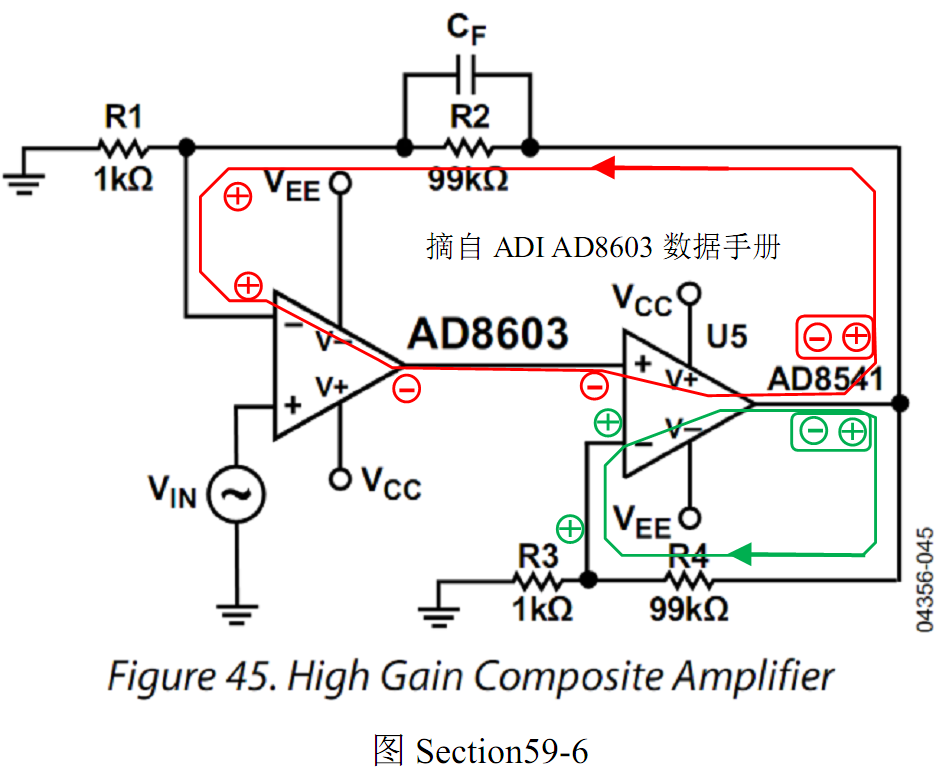 CF
R1
R2
1kΩ
99kΩ
VEE
摘自 ADI AD8603 数据手册
VCC
U5
−
V−
AD8603
+
V+
− +
AD8541
+
V+
−
V−
− +
VIN
VCC
VEE
R3
R4
1kΩ
99kΩ
04356-045
Figure 45. High Gain Composite Amplifier
图 Section59-6